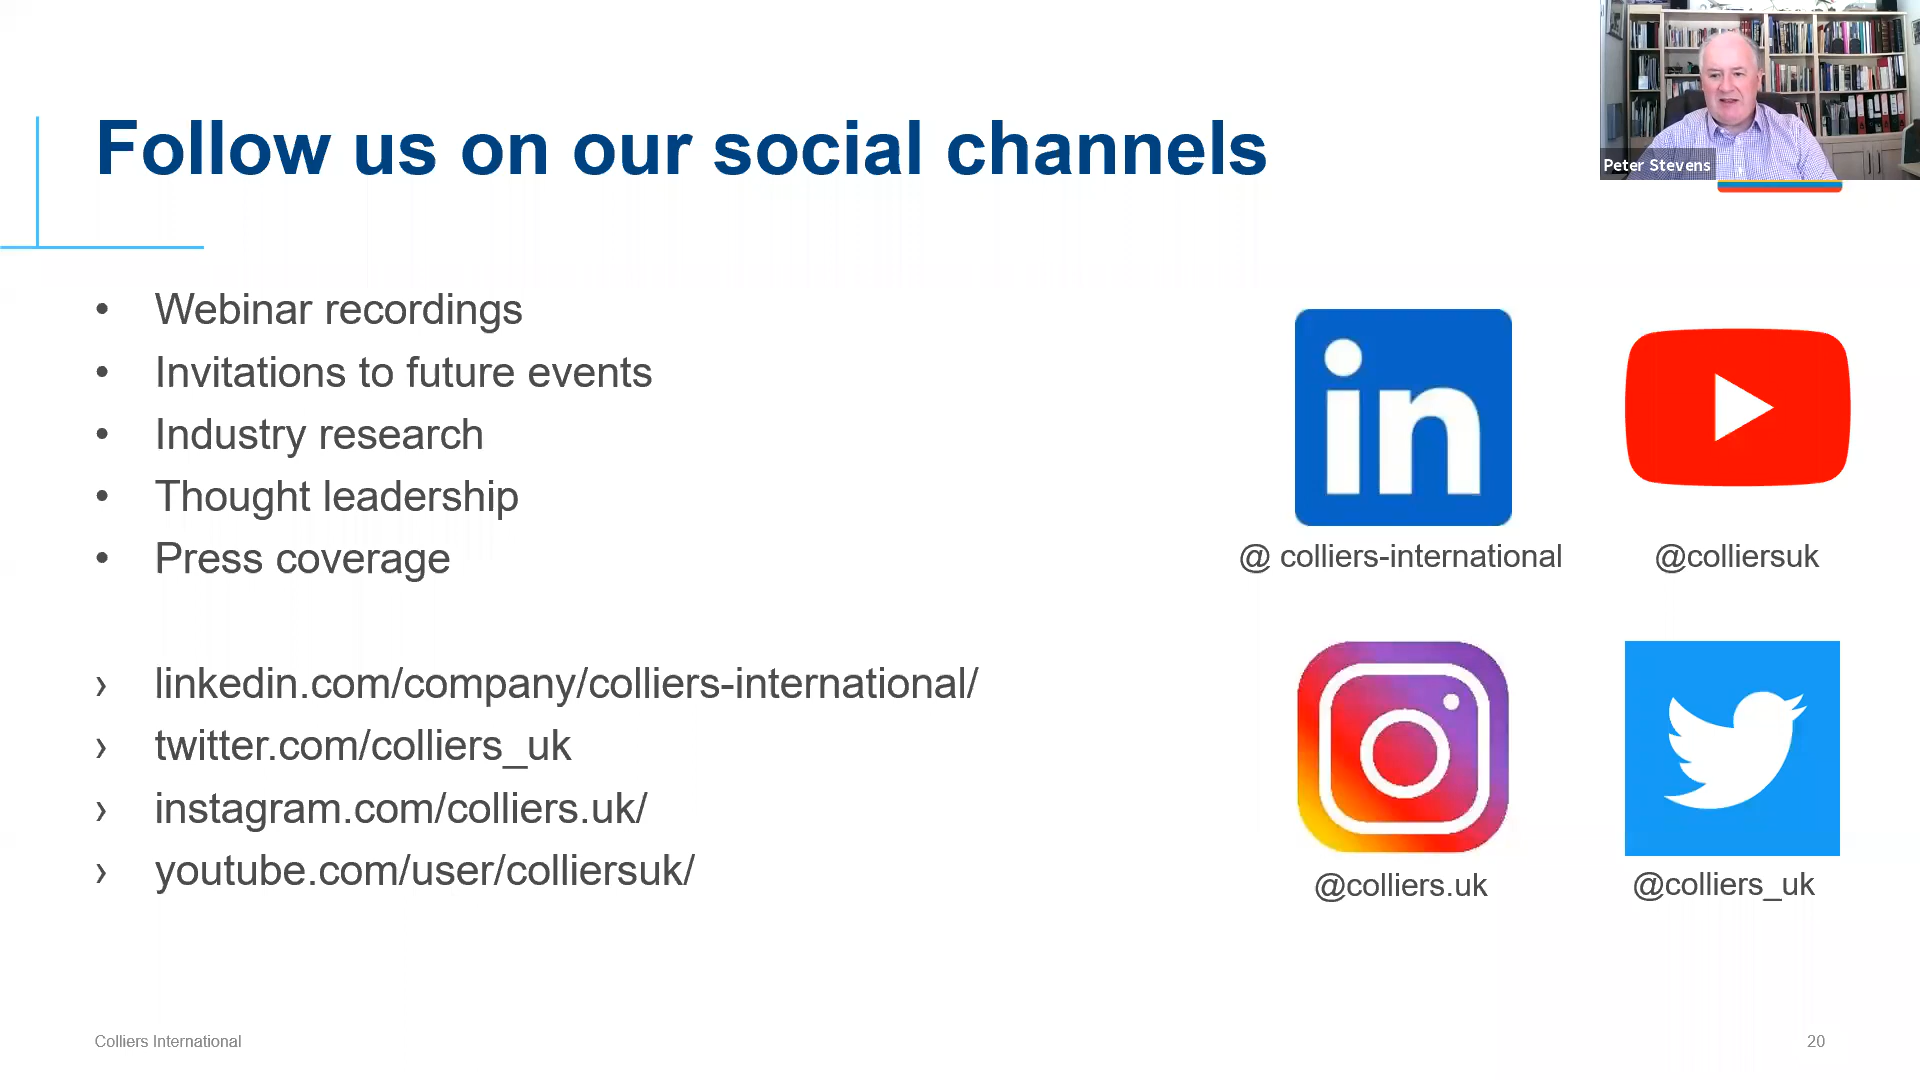 Peter Stevens
Follow us on our social channels
• Webinar recordings
• Invitations to future events
• Industry research
• Thought leadership
• Press coverage
› linkedin.com/company/colliers-international/
› twitter.com/colliers_uk
› instagram.com/colliers.uk/
› youtube.com/user/colliersuk/
in
@ colliers-international
@colliersuk
@colliers.uk
@colliers_uk
Colliers International
20